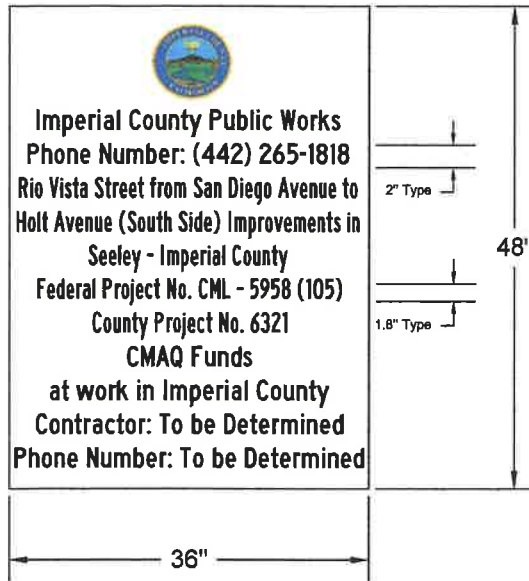 Imperial County Public Works
Phone Number: (442) 265-1818
Rio Vista Street from San Diego Avenue to
Holt Avenue (South Side) Improvements in
Seeley - Imperial County
Federal Project No. CML - 5958 (105)
County Project No. 6321
CMAQ Funds
at work in Imperial County
Contractor: To be Determined
Phone Number: To be Determined
2" Type
1.8" Type
48"
36"